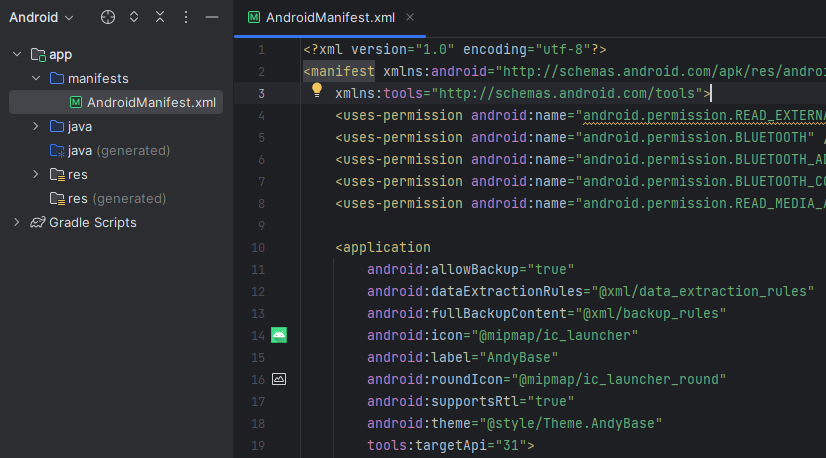 Android
app
manifests
AndroidManifest.xml
java
java (generated)
res
res (generated)
Gradle Scripts
AndroidManifest.xml
1 <?xml version="1.0" encoding="utf-8"?>
2 <manifest xmlns:android="http://schemas.android.com/apk/res/androi
3 xmlns:tools="http://schemas.android.com/tools">
4 <uses-permission android:name="android.permission.READ_EXTERNA
5 <uses-permission android:name="android.permission.BLUETOOTH" /
6 <uses-permission android:name="android.permission.BLUETOOTH_AD
7 <uses-permission android:name="android.permission.BLUETOOTH_CO
8 <uses-permission android:name="android.permission.READ_MEDIA_A
9
10 <application
11 android:allowBackup="true"
12 android:dataExtractionRules="@xml/data_extraction_rules"
13 android:fullBackupContent="@xml/backup_rules"
14 android:icon="@mipmap/ic_launcher"
15 android:label="AndyBase"
16 android:roundIcon="@mipmap/ic_launcher_round"
17 android:supportsRtl="true"
18 android:theme="@style/Theme.AndyBase"
19 tools:targetApi="31">